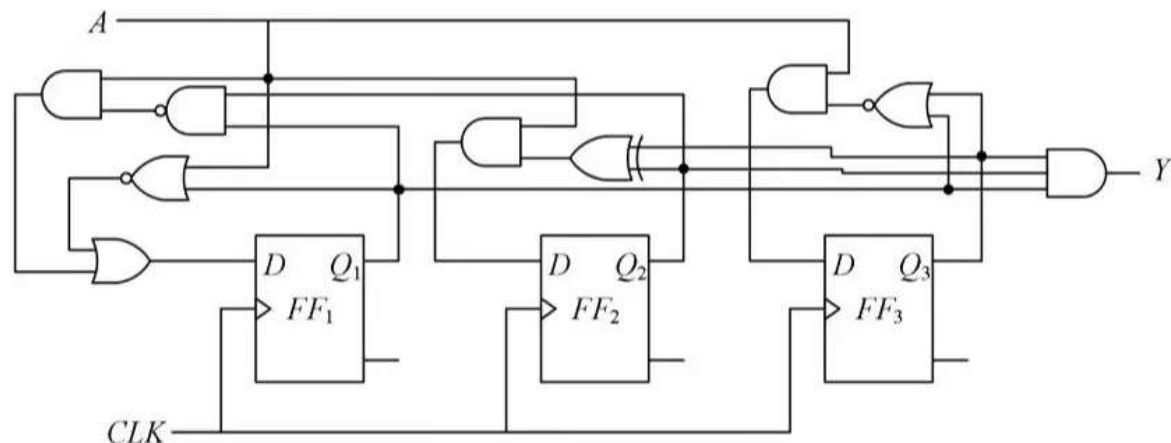 A
Y
D Q₁
FF₁
D Q₂
FF₂
D Q₃
FF₃
CLK